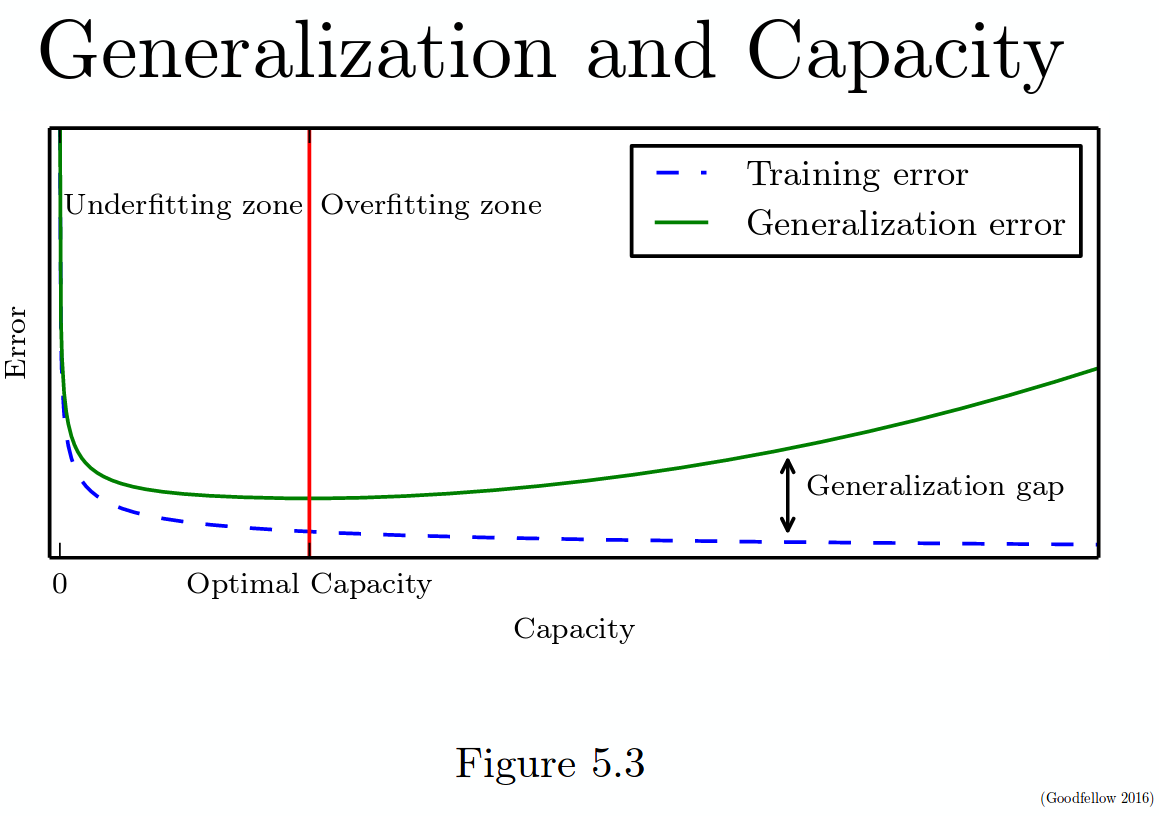 Generalization and Capacity
Underfitting zone
Overfitting zone
Training error
Generalization error
Error
Generalization gap
0
Optimal Capacity
Capacity
Figure 5.3
(Goodfellow 2016)